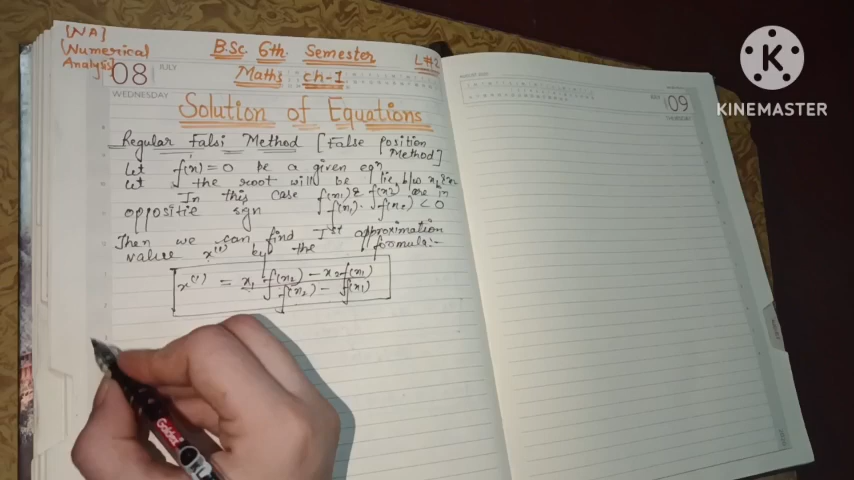 [NA]
(Numerical
Analysis)
B.Sc 6th Semester
L#2
Maths ch-1
08 JULY
WEDNESDAY
Solution of Equations
Regular Falsi Method [False Position
Method]
Let f(x) = 0 be a given eqn
Let the root will be lie b/w x1 & x2
In this case f(x1) & f(x2) are in
oppositie sign f(x1) . f(x2) < 0
Then we can find Ist approximation
value x(1) by the formula:-
x(1) = x1 f(x2) - x2 f(x1)
f(x2) - f(x1)
09
THURSDAY
K
KINEMASTER